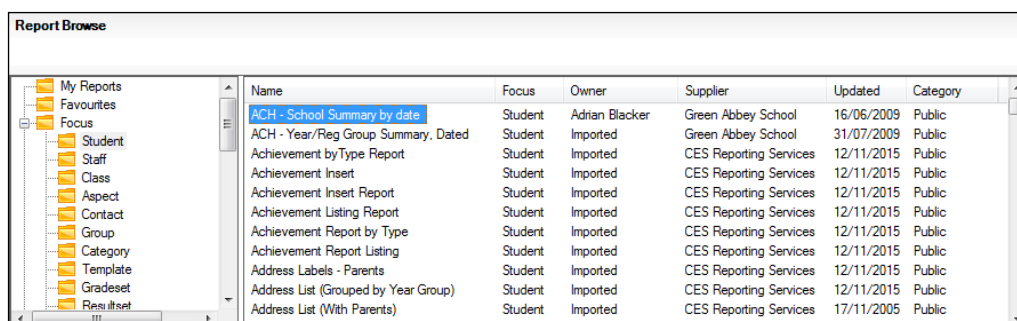 Report Browse
My Reports
Favourites
Focus
Student
Staff
Class
Aspect
Contact
Group
Category
Template
Gradeset
Resultset
Name Focus Owner Supplier Updated Category
ACH - School Summary by date Student Adrian Blacker Green Abbey School 16/06/2009 Public
ACH - Year/Reg Group Summary, Dated Student Imported Green Abbey School 31/07/2009 Public
Achievement by Type Report Student Imported CES Reporting Services 12/11/2015 Public
Achievement Insert Student Imported CES Reporting Services 12/11/2015 Public
Achievement Insert Report Student Imported CES Reporting Services 12/11/2015 Public
Achievement Listing Report Student Imported CES Reporting Services 12/11/2015 Public
Achievement Report by Type Student Imported CES Reporting Services 12/11/2015 Public
Achievement Report Listing Student Imported CES Reporting Services 12/11/2015 Public
Address Labels - Parents Student Imported CES Reporting Services 12/11/2015 Public
Address List (Grouped by Year Group) Student Imported CES Reporting Services 12/11/2015 Public
Address List (With Parents) Student Imported CES Reporting Services 17/11/2005 Public